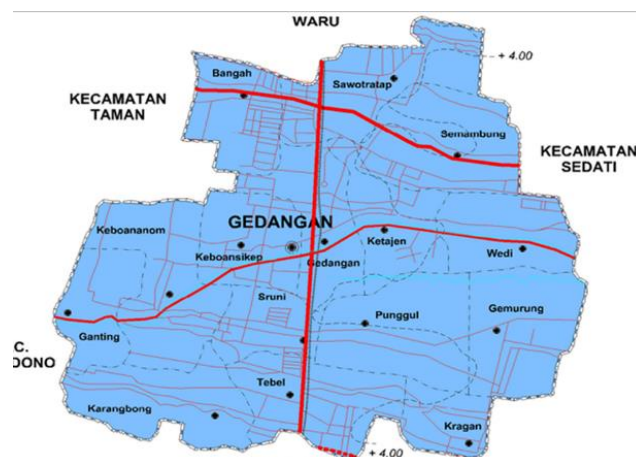 WARU
+ 4.00
Bangah
Sawotratap
KECAMATAN
TAMAN
Semambung
KECAMATAN
SEDATI
GEDANGAN
Keboananom
Ketajen
Keboansikep
Gedangan
Wedi
Sruni
Punggul
Gemurung
Ganting
C.
DONO
Tebel
Karangbong
Kragan
+ 4.00